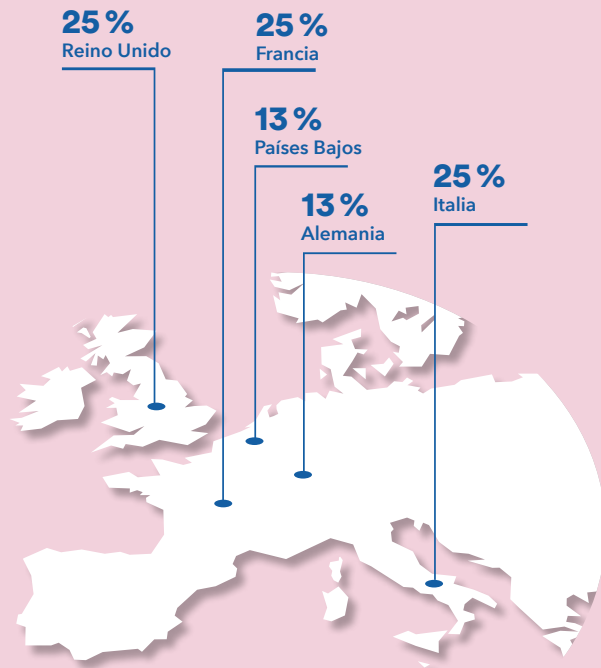 25 %
Reino Unido
25 %
Francia
13 %
Países Bajos
13 %
Alemania
25 %
Italia